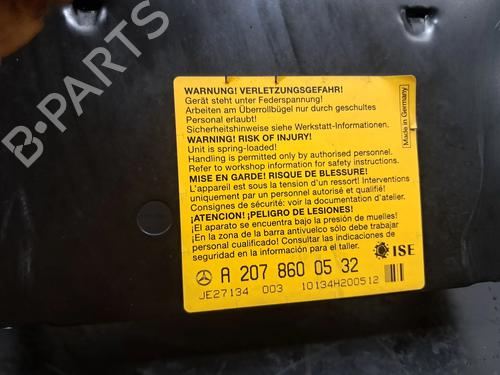 WARNUNG! VERLETZUNGSGEFAHR!
Gerät steht unter Federspannung!
Arbeiten am Überrollbügel nur durch geschultes
Personal erlaubt!
Sicherheitshinweise siehe Werkstatt-Informationen.
WARNING! RISK OF INJURY!
Unit is spring-loaded!
Handling is permitted only by authorised personnel.
Refer to workshop information for safety instructions.
MISE EN GARDE! RISQUE DE BLESSURE!
L'appareil est sous la tension d'un ressort! Interventions
uniquement par un personnel autorisé et qualifié!
Consignes de sécurité: voir la documentation d'atelier.
¡ATENCION! ¡PELIGRO DE LESIONES!
¡El aparato se encuentra bajo la presión de muelles!
¡En la zona de la barra antivuelco sólo debe trabajar
personal cualificado! Consultar las indicaciones de
seguridad en la información para el taller.
Made in Germany
ISE
A 207 860 05 32
JE27134 003 10134H200512
B-PARTS